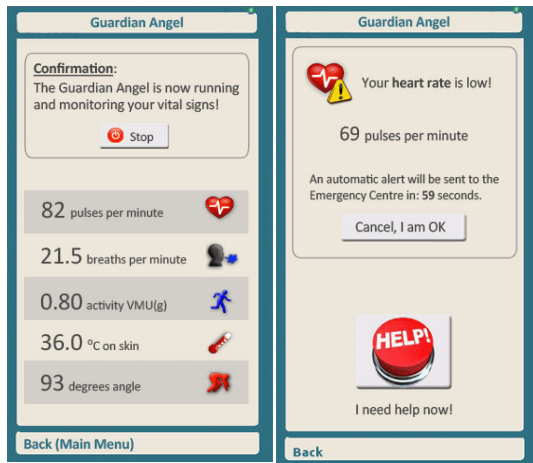 Guardian Angel
Confirmation:
The Guardian Angel is now running
and monitoring your vital signs!
Stop
82 pulses per minute
21.5 breaths per minute
0.80 activity VMU(g)
36.0 ºC on skin
93 degrees angle
Back (Main Menu)
Guardian Angel
Your heart rate is low!
69 pulses per minute
An automatic alert will be sent to the
Emergency Centre in: 59 seconds.
Cancel, I am OK
HELP!
I need help now!
Back